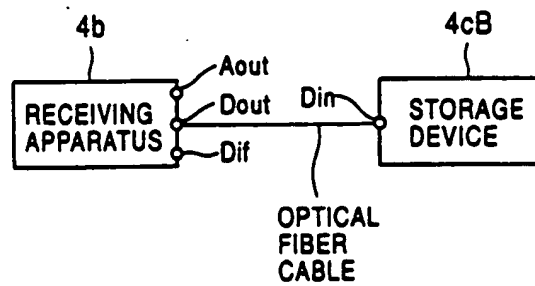 4b
4cB
Aout
RECEIVING
APPARATUS
Dout
Din
STORAGE
DEVICE
Dif
OPTICAL
FIBER
CABLE